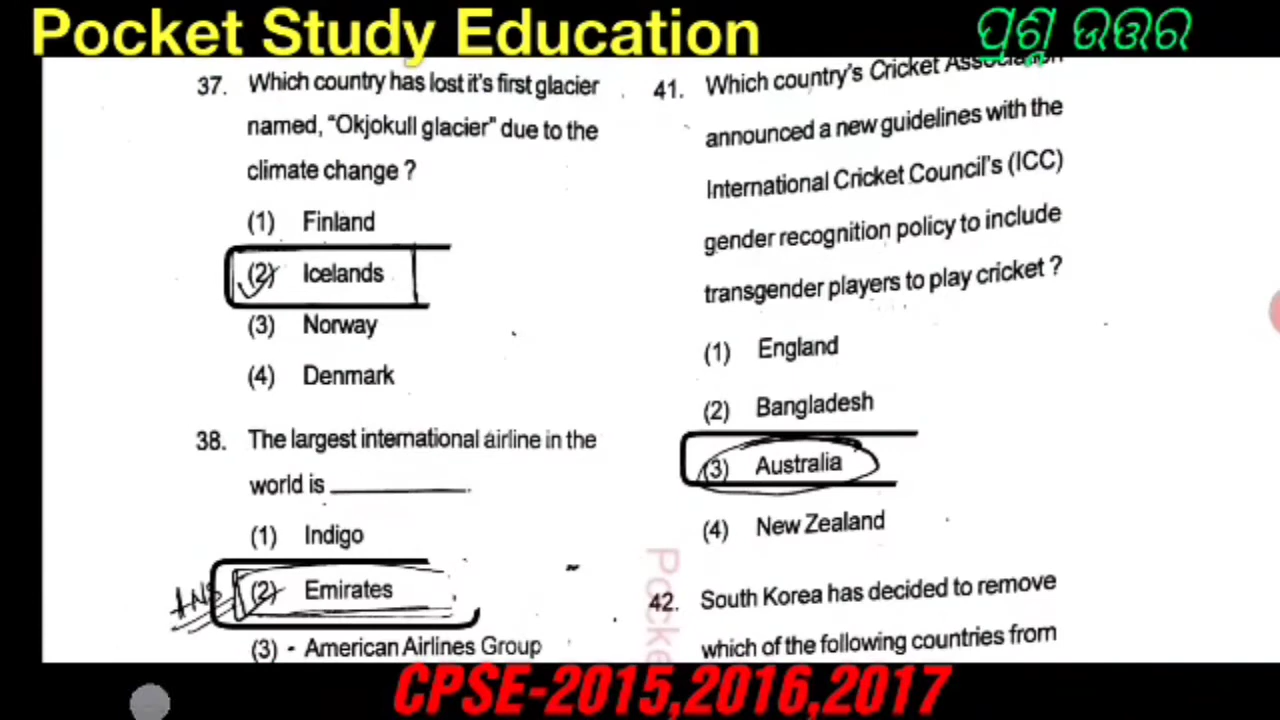 Pocket Study Education
ପ୍ରଶ୍ନ ଉତ୍ତର
37. Which country has lost it's first glacier
named, “Okjokull glacier” due to the
climate change ?
(1) Finland
(2) Icelands
(3) Norway
(4) Denmark
38. The largest international airline in the
world is ___________.
(1) Indigo
Ans (2) Emirates
(3) - American Airlines Group
41. Which country's Cricket Association
announced a new guidelines with the
International Cricket Council's (ICC)
gender recognition policy to include
transgender players to play cricket ?
(1) England
(2) Bangladesh
(3) Australia
(4) New Zealand
42. South Korea has decided to remove
which of the following countries from
Pocke
CPSE-2015,2016,2017